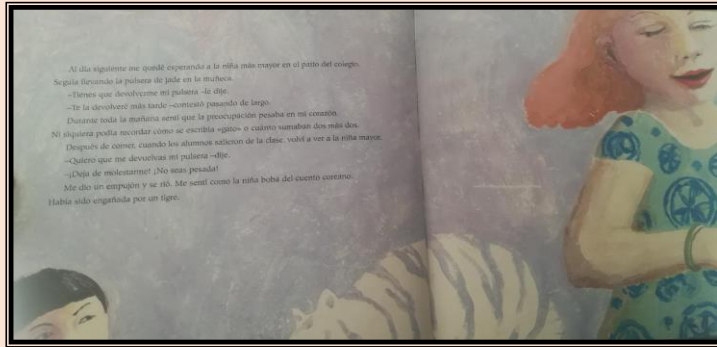 Al día siguiente me quedé esperando a la niña más mayor en el patio del colegio.
Seguía llevando la pulsera de jade en la muñeca.
–Tienes que devolverme mi pulsera –le dije.
–Te la devolveré más tarde –contestó pasando de largo.
Durante toda la mañana sentí que la preocupación pesaba en mi corazón.
Ni siquiera podía recordar cómo se escribía «gato» o cuánto sumaban dos más dos.
Después de comer, cuando los alumnos salieron de la clase, volví a ver a la niña mayor.
–Quiero que me devuelvas mi pulsera –dije.
–¡Deja de molestarme! ¡No seas pesada!
Me dio un empujón y se rió. Me sentí como la niña boba del cuento coreano.
Había sido engañada por un tigre.